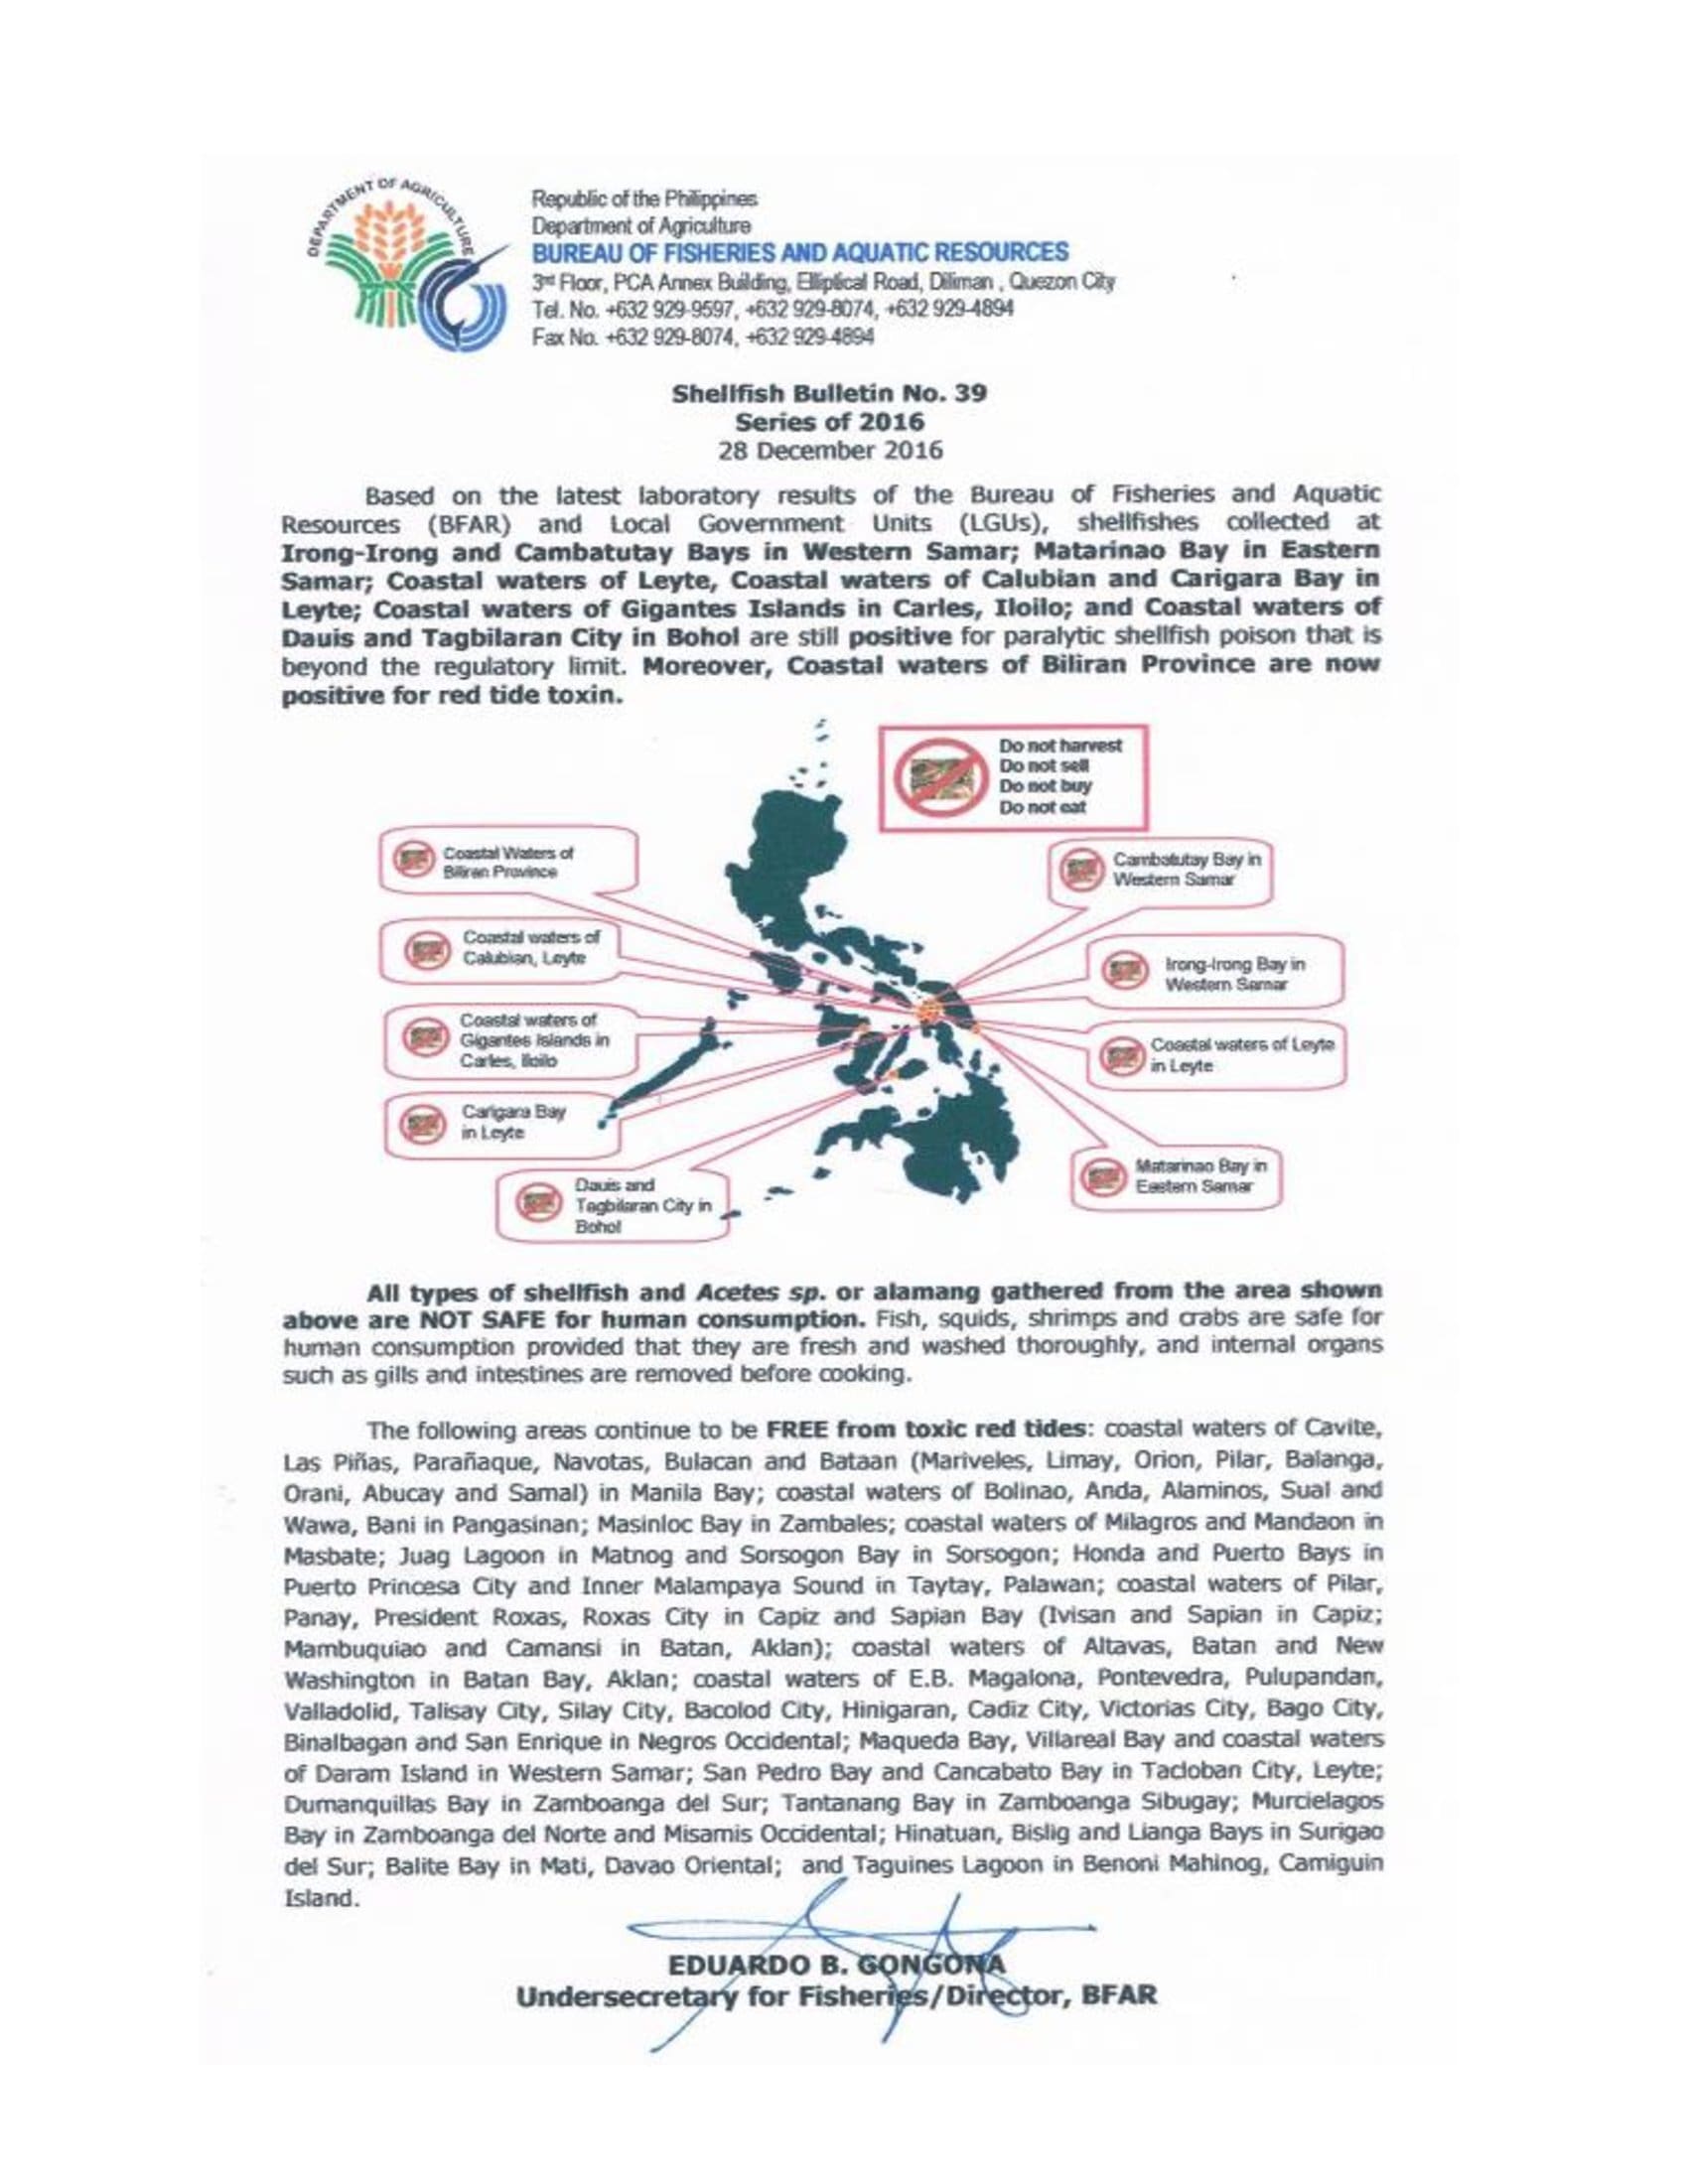 DEPARTMENT OF AGRICULTURE
Republic of the Philippines
Department of Agriculture
BUREAU OF FISHERIES AND AQUATIC RESOURCES
3rd Floor, PCA Annex Building, Elliptical Road, Diliman , Quezon City
Tel. No. +632 929-9597, +632 929-8074, +632 929-4894
Fax No. +632 929-8074, +632 929-4894
Shellfish Bulletin No. 39
Series of 2016
28 December 2016
Based on the latest laboratory results of the Bureau of Fisheries and Aquatic
Resources (BFAR) and Local Government Units (LGUs), shellfishes collected at
Irong-Irong and Cambatutay Bays in Western Samar; Matarinao Bay in Eastern
Samar; Coastal waters of Leyte, Coastal waters of Calubian and Carigara Bay in
Leyte; Coastal waters of Gigantes Islands in Carles, Iloilo; and Coastal waters of
Dauis and Tagbilaran City in Bohol are still positive for paralytic shellfish poison that is
beyond the regulatory limit. Moreover, Coastal waters of Biliran Province are now
positive for red tide toxin.
Do not harvest
Do not sell
Do not buy
Do not eat
Coastal Waters of
Biliran Province
Cambatutay Bay in
Western Samar
Coastal waters of
Calubian, Leyte
Irong-Irong Bay in
Western Samar
Coastal waters of
Gigantes Islands in
Carles, Iloilo
Coastal waters of Leyte
in Leyte
Carigara Bay
in Leyte
Matarinao Bay in
Eastern Samar
Dauis and
Tagbilaran City in
Bohol
All types of shellfish and Acetes sp. or alamang gathered from the area shown
above are NOT SAFE for human consumption. Fish, squids, shrimps and crabs are safe for
human consumption provided that they are fresh and washed thoroughly, and internal organs
such as gills and intestines are removed before cooking.
The following areas continue to be FREE from toxic red tides: coastal waters of Cavite,
Las Piñas, Parañaque, Navotas, Bulacan and Bataan (Mariveles, Limay, Orion, Pilar, Balanga,
Orani, Abucay and Samal) in Manila Bay; coastal waters of Bolinao, Anda, Alaminos, Sual and
Wawa, Bani in Pangasinan; Masinloc Bay in Zambales; coastal waters of Milagros and Mandaon in
Masbate; Juag Lagoon in Matnog and Sorsogon Bay in Sorsogon; Honda and Puerto Bays in
Puerto Princesa City and Inner Malampaya Sound in Taytay, Palawan; coastal waters of Pilar,
Panay, President Roxas, Roxas City in Capiz and Sapian Bay (Ivisan and Sapian in Capiz;
Mambuquiao and Camansi in Batan, Aklan); coastal waters of Altavas, Batan and New
Washington in Batan Bay, Aklan; coastal waters of E.B. Magalona, Pontevedra, Pulupandan,
Valladolid, Talisay City, Silay City, Bacolod City, Hinigaran, Cadiz City, Victorias City, Bago City,
Binalbagan and San Enrique in Negros Occidental; Maqueda Bay, Villareal Bay and coastal waters
of Daram Island in Western Samar; San Pedro Bay and Cancabato Bay in Tacloban City, Leyte;
Dumanquillas Bay in Zamboanga del Sur; Tantanang Bay in Zamboanga Sibugay; Murcielagos
Bay in Zamboanga del Norte and Misamis Occidental; Hinatuan, Bislig and Lianga Bays in Surigao
del Sur; Balite Bay in Mati, Davao Oriental; and Taguines Lagoon in Benoni Mahinog, Camiguin
Island.
EDUARDO B. GONGONA
Undersecretary for Fisheries/Director, BFAR